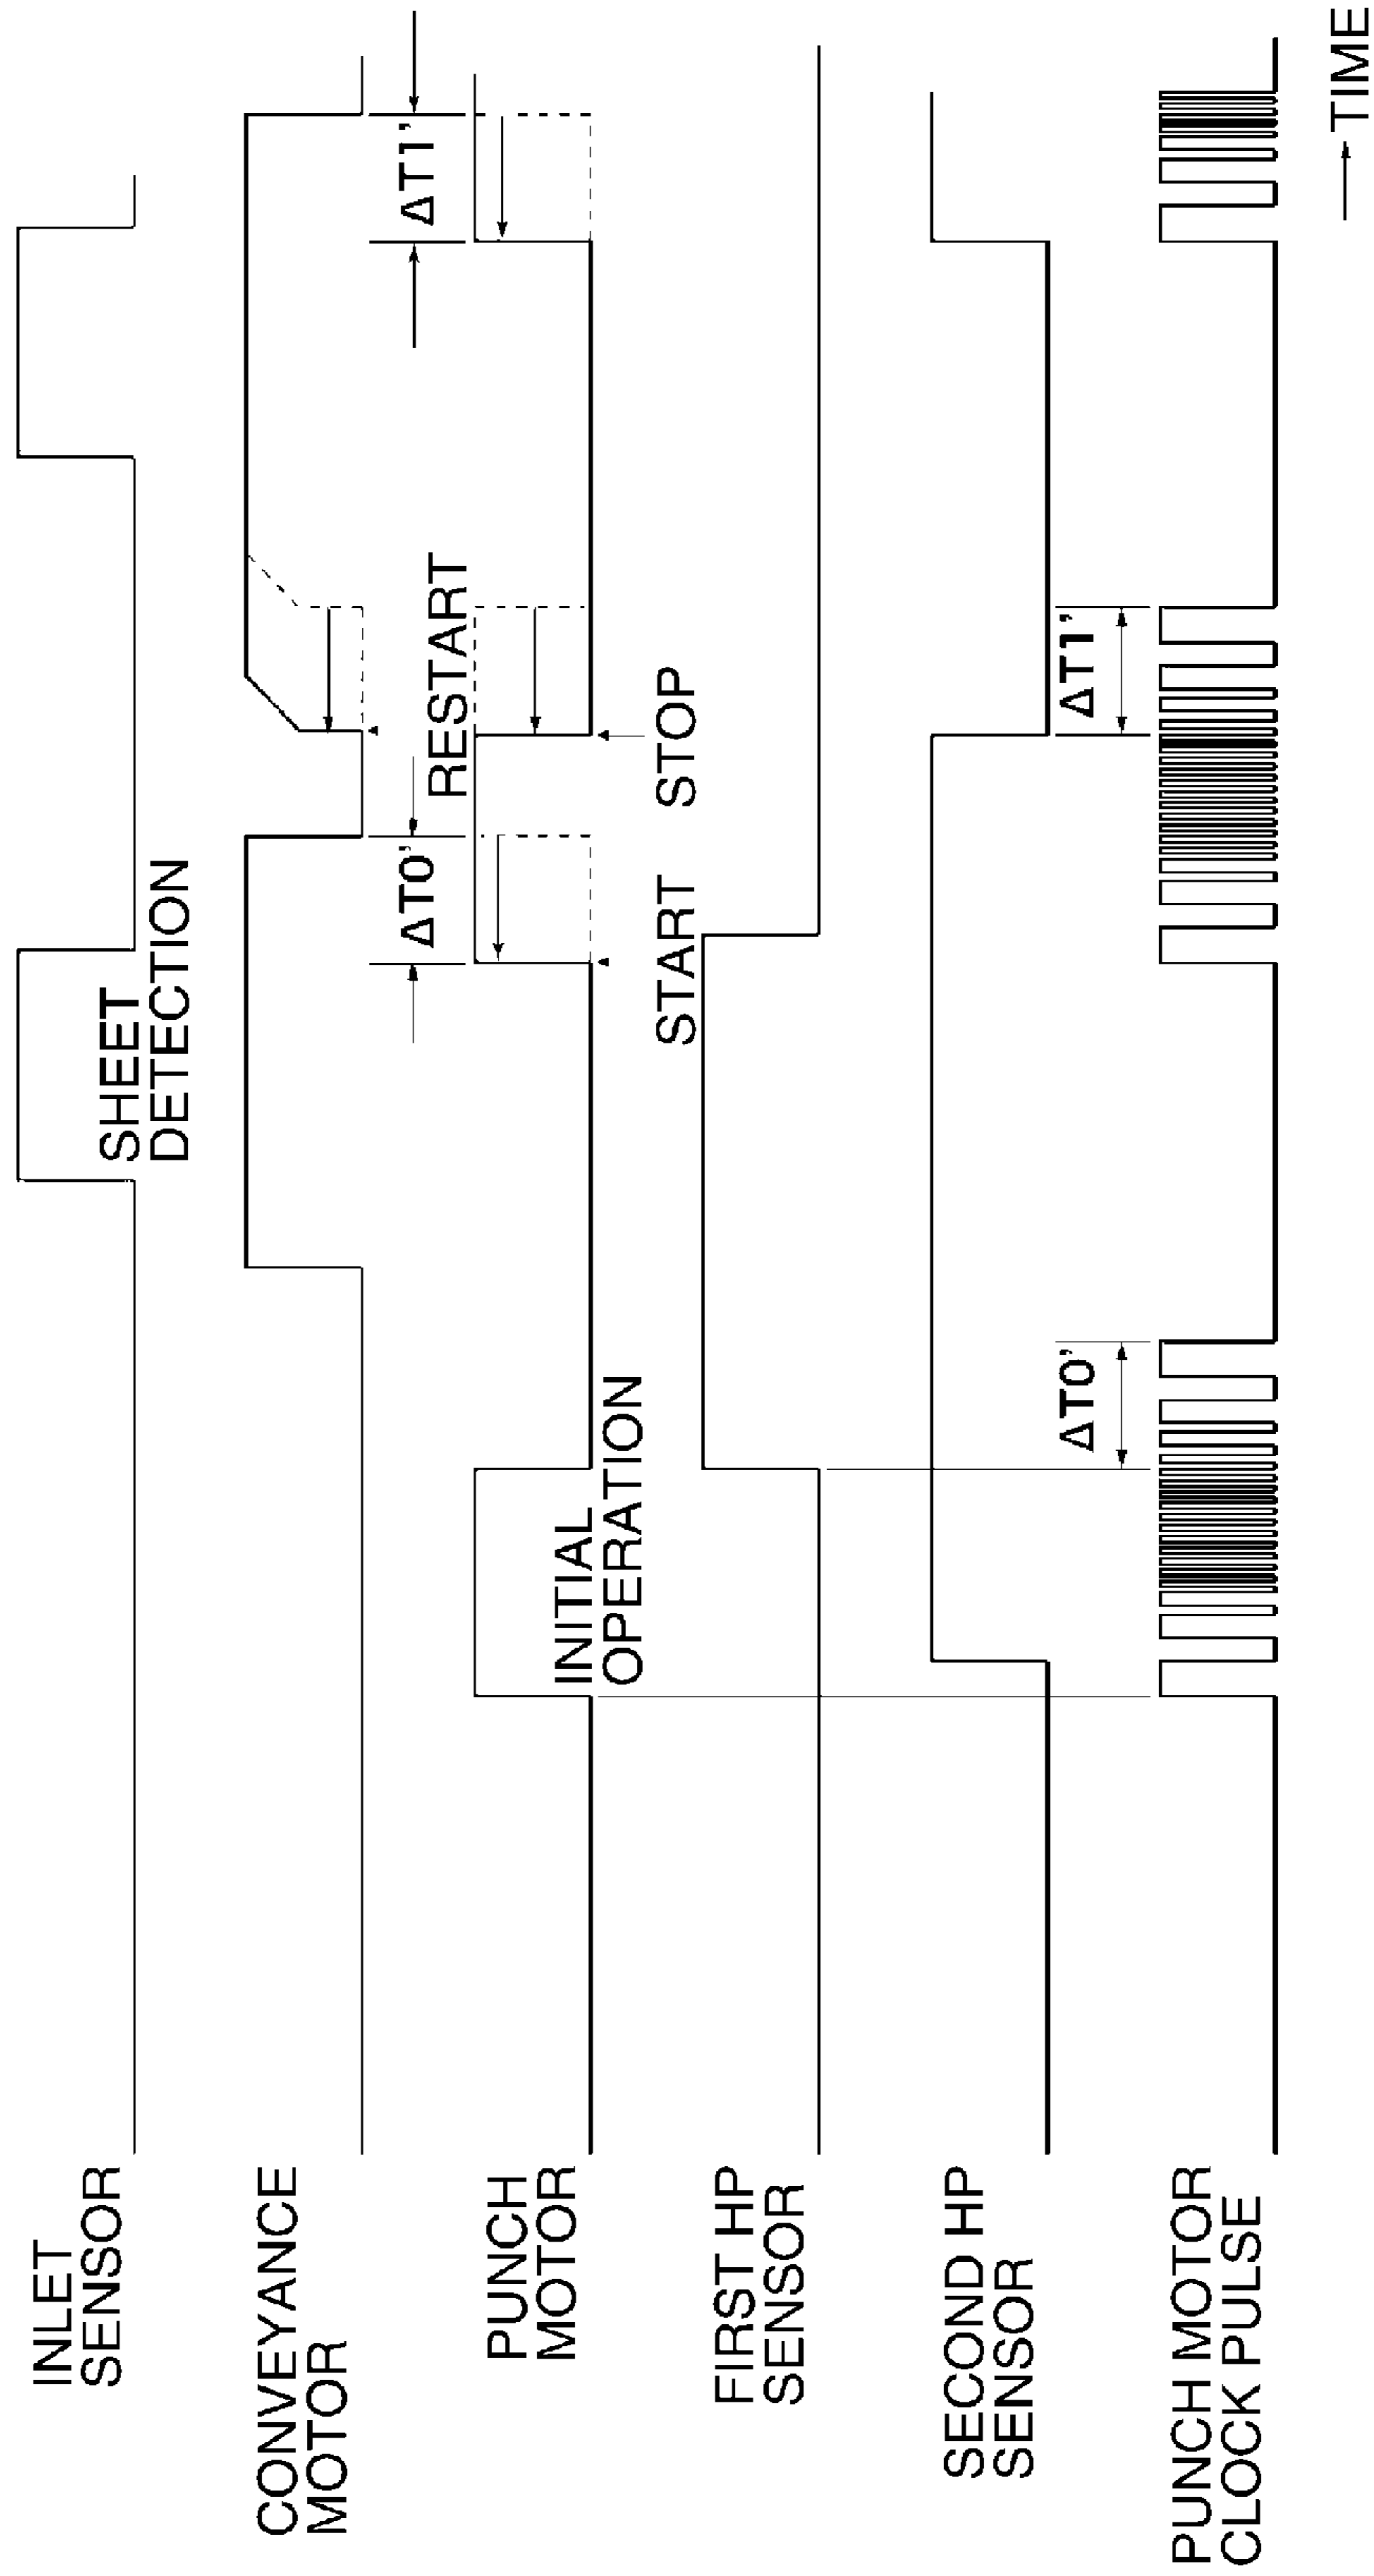 INLET
SENSOR
SHEET
DETECTION
CONVEYANCE
MOTOR
ΔT0'
RESTART
ΔT1'
PUNCH
MOTOR
INITIAL
OPERATION
START
STOP
FIRST HP
SENSOR
SECOND HP
SENSOR
ΔT0'
ΔT1'
PUNCH MOTOR
CLOCK PULSE
TIME